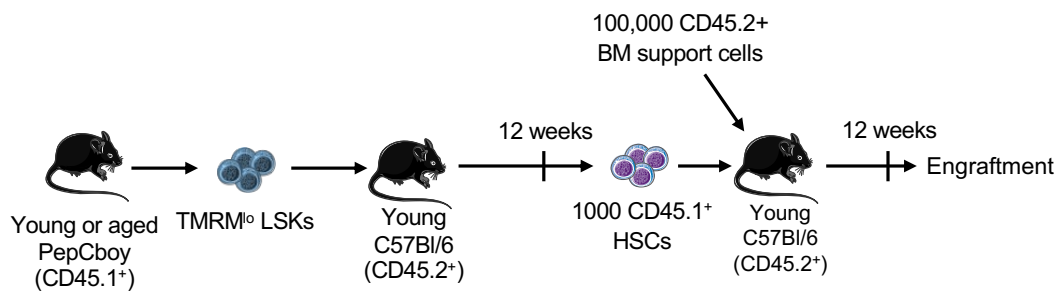 100,000 CD45.2+
BM support cells
12 weeks
12 weeks
Engraftment
Young or aged
PepCboy
(CD45.1⁺)
TMRMˡᵒ LSKs
Young
C57Bl/6
(CD45.2⁺)
1000 CD45.1⁺
HSCs
Young
C57Bl/6
(CD45.2⁺)